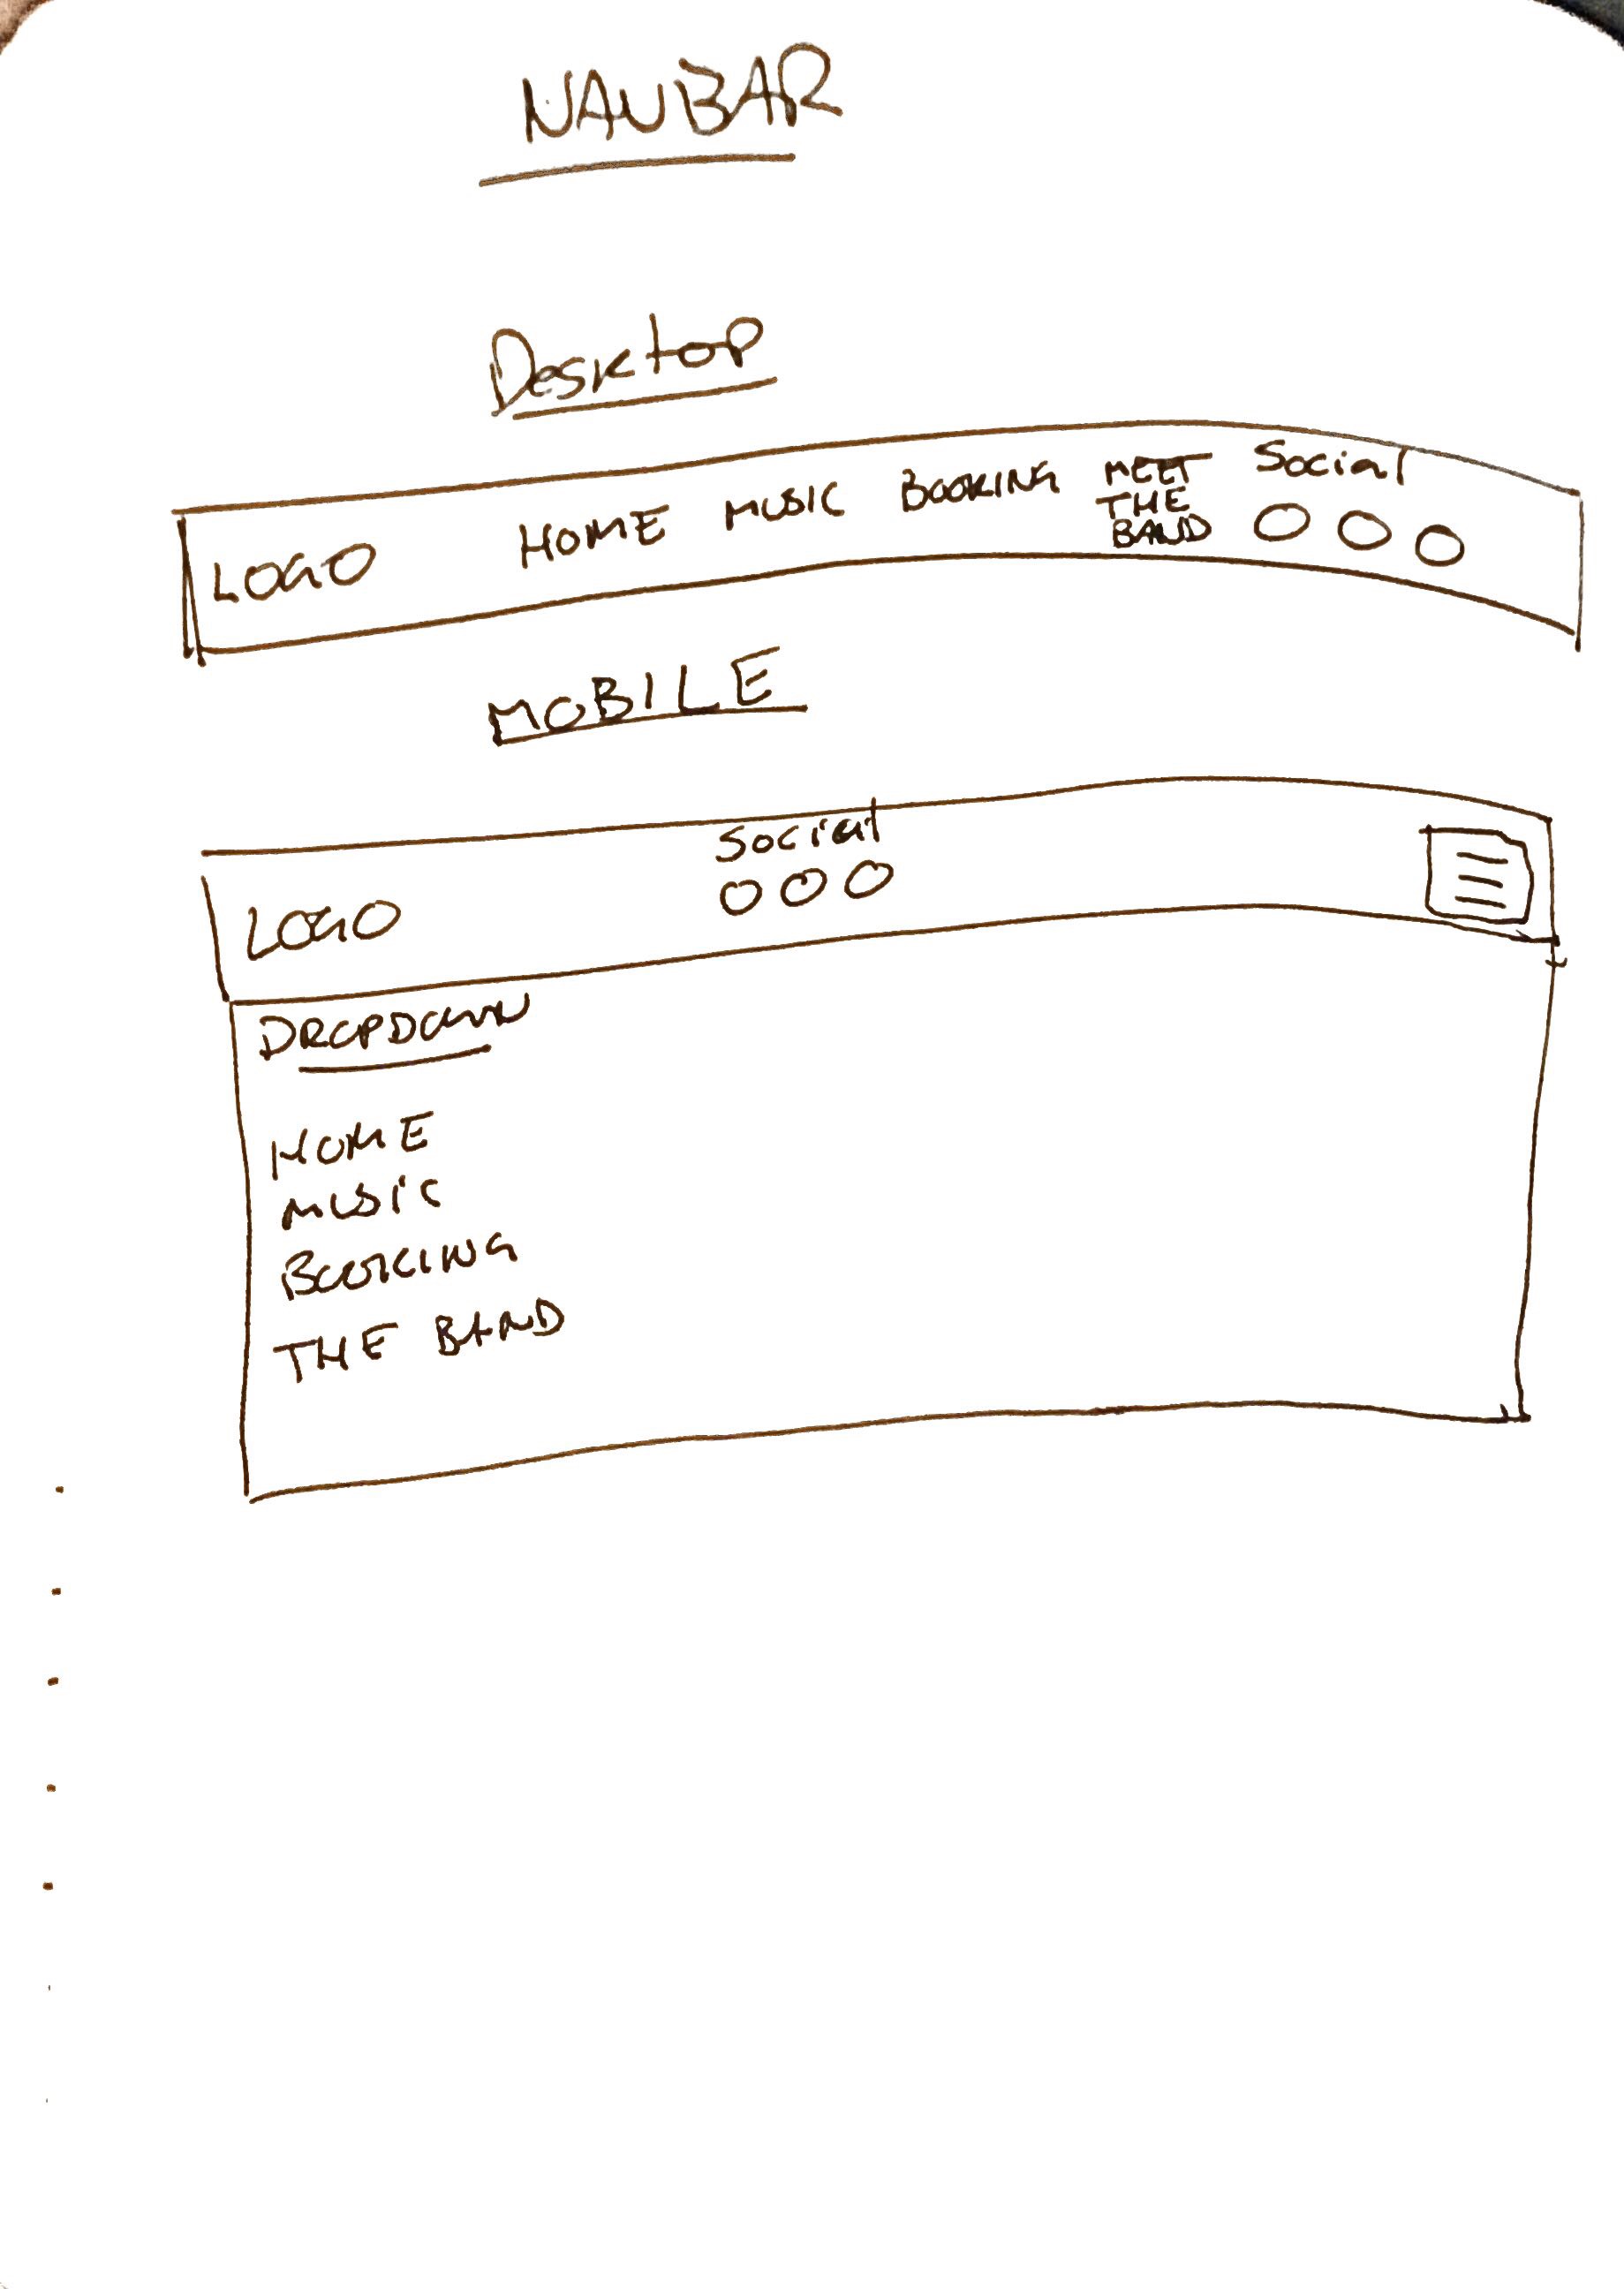 NAVBAR
Desktop
LOGO HOME MUSIC BOOKING MEET THE BAND Social
MOBILE
Social
LOGO
DROPDOWN
HOME
MUSIC
BOOKING
THE BAND